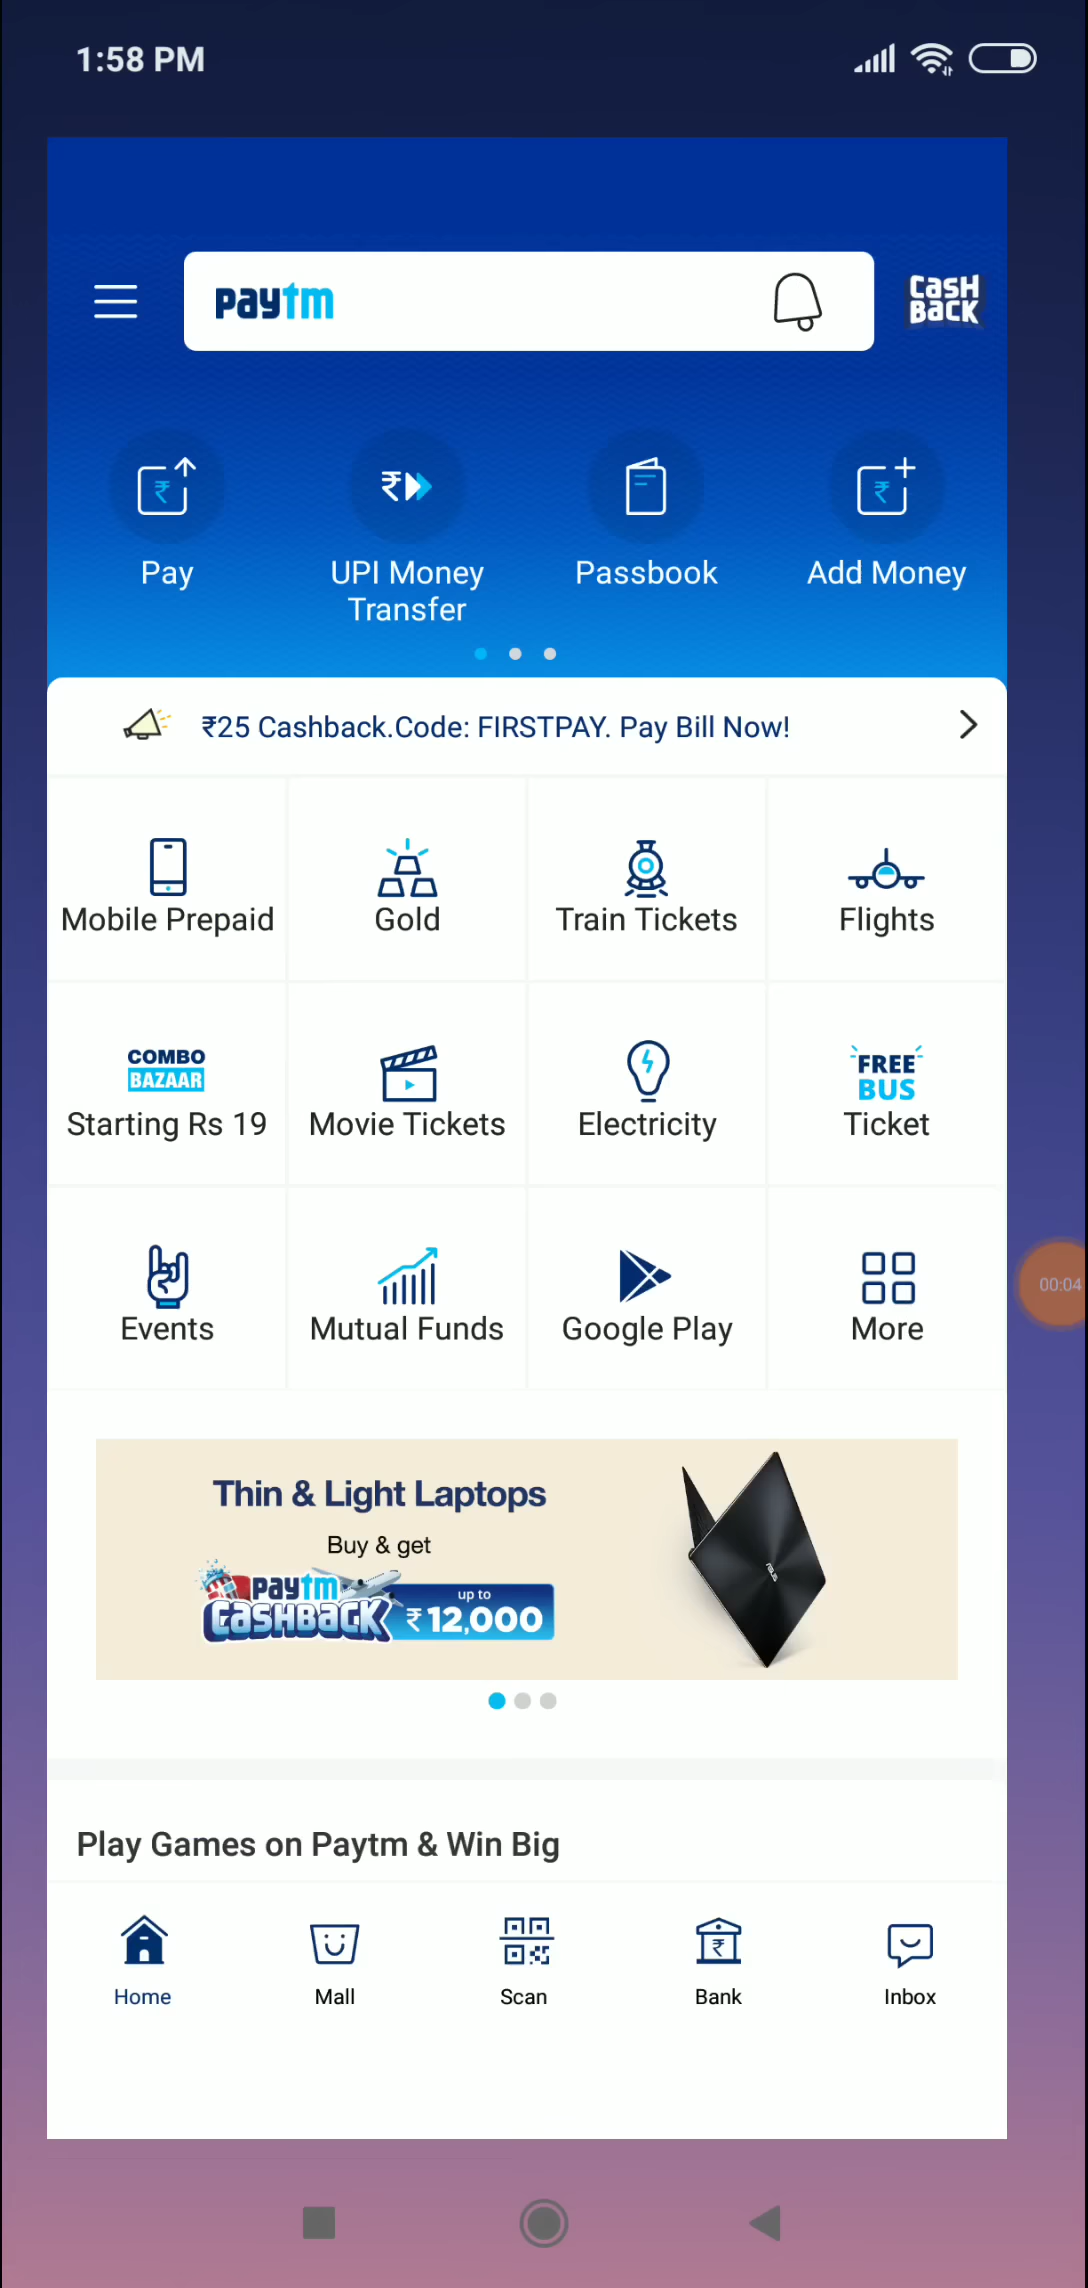 1:58 PM
paytm
CASH
BACK
Pay
UPI Money
Transfer
Passbook
Add Money
₹25 Cashback.Code: FIRSTPAY. Pay Bill Now!
Mobile Prepaid
Gold
Train Tickets
Flights
COMBO
BAZAAR
Starting Rs 19
Movie Tickets
Electricity
FREE
BUS
Ticket
Events
Mutual Funds
Google Play
More
00:04
Thin & Light Laptops
Buy & get
paytm
CASHBACK
up to
₹12,000
ASUS
Play Games on Paytm & Win Big
Home
Mall
Scan
Bank
Inbox